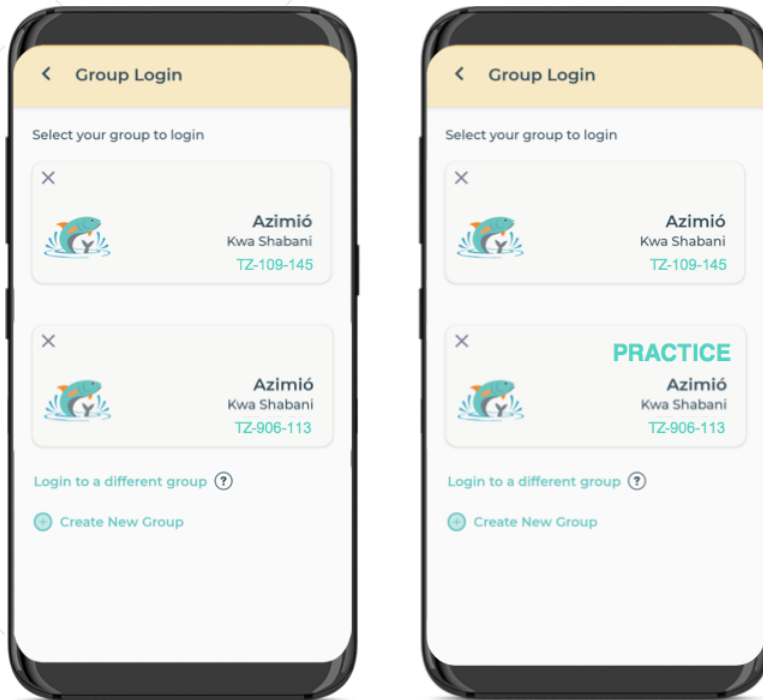 Group Login
Select your group to login
Azimió
Kwa Shabani
TZ-109-145
Azimió
Kwa Shabani
TZ-906-113
Login to a different group ?
Create New Group
Group Login
Select your group to login
Azimió
Kwa Shabani
TZ-109-145
PRACTICE
Azimió
Kwa Shabani
TZ-906-113
Login to a different group ?
Create New Group